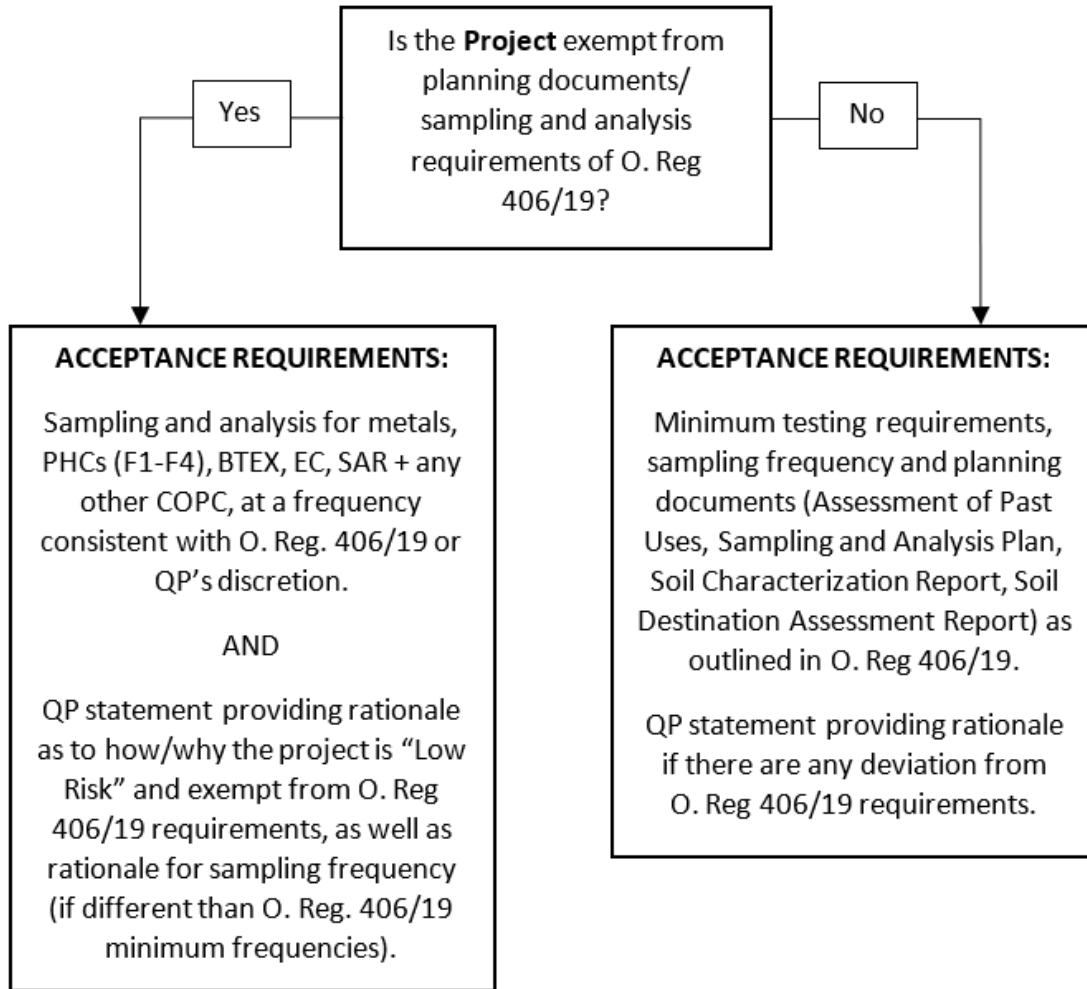 Is the Project exempt from
planning documents/
sampling and analysis
requirements of O. Reg
406/19?
Yes
No
ACCEPTANCE REQUIREMENTS:
Sampling and analysis for metals,
PHCs (F1-F4), BTEX, EC, SAR + any
other COPC, at a frequency
consistent with O. Reg. 406/19 or
QP’s discretion.
AND
QP statement providing rationale
as to how/why the project is “Low
Risk” and exempt from O. Reg
406/19 requirements, as well as
rationale for sampling frequency
(if different than O. Reg. 406/19
minimum frequencies).
ACCEPTANCE REQUIREMENTS:
Minimum testing requirements,
sampling frequency and planning
documents (Assessment of Past
Uses, Sampling and Analysis Plan,
Soil Characterization Report, Soil
Destination Assessment Report) as
outlined in O. Reg 406/19.
QP statement providing rationale
if there are any deviation from
O. Reg 406/19 requirements.